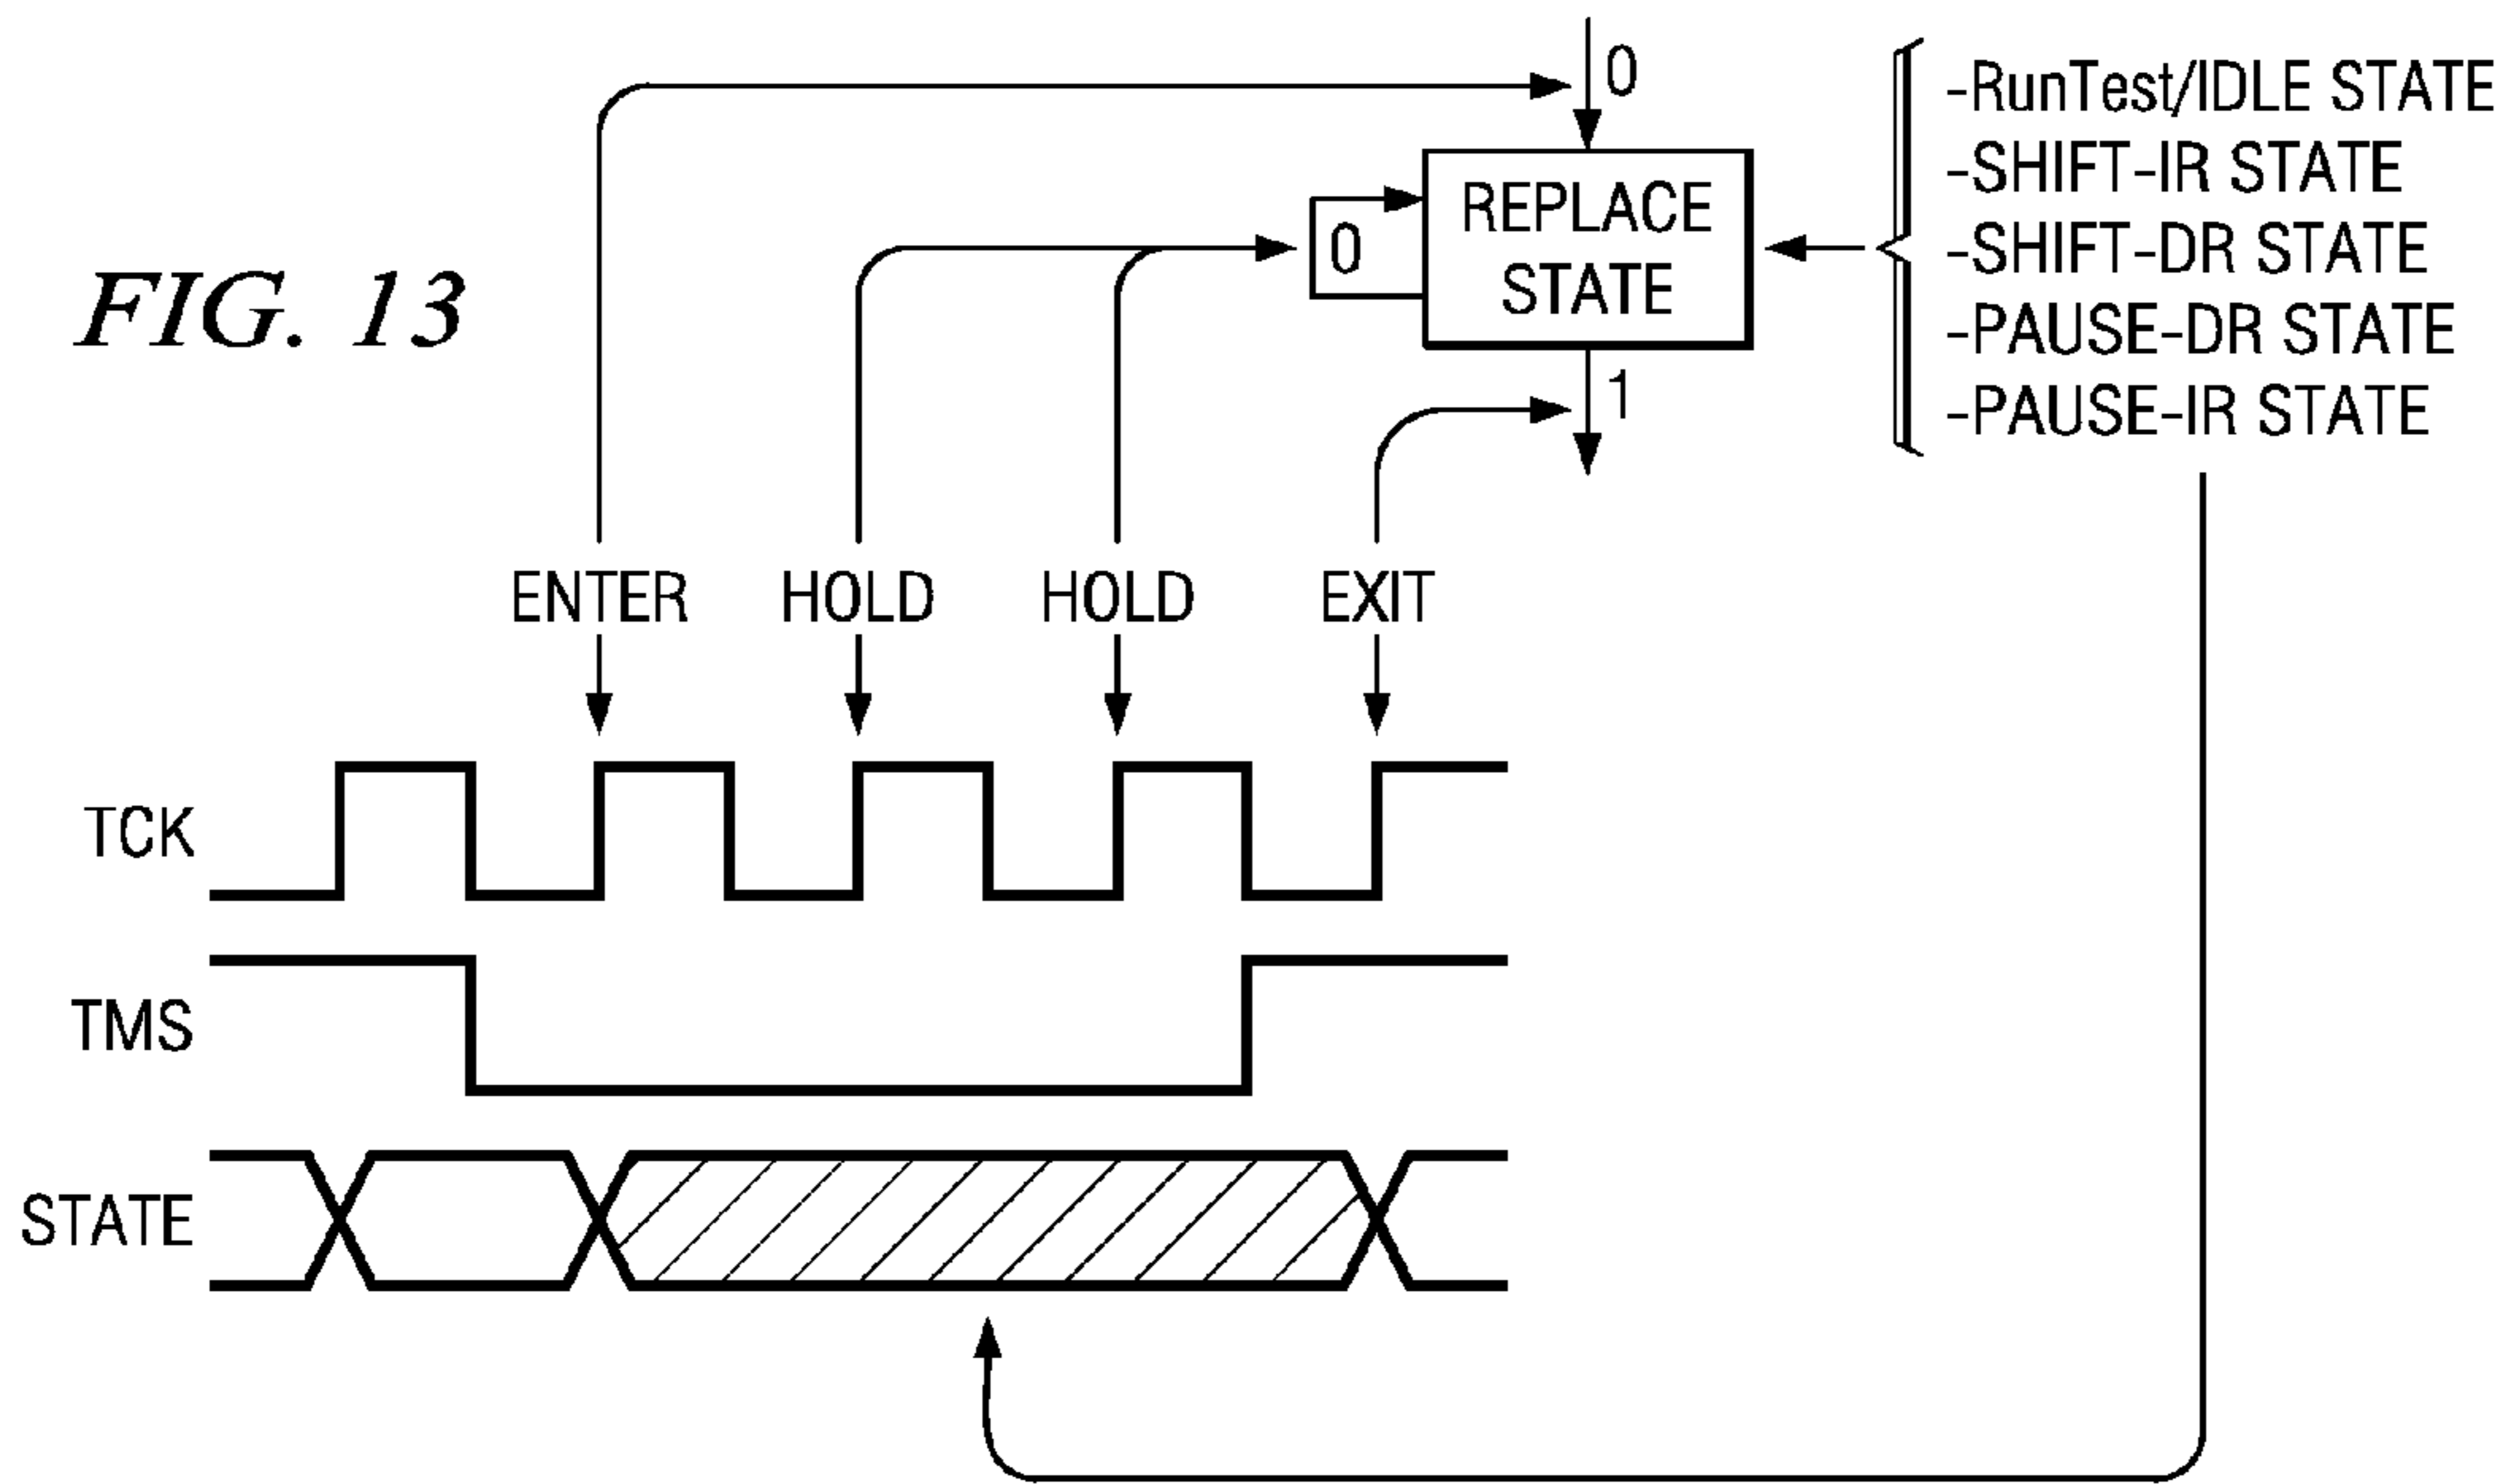 FIG. 13
0
0
REPLACE
STATE
1
-RunTest/IDLE STATE
-SHIFT-IR STATE
-SHIFT-DR STATE
-PAUSE-DR STATE
-PAUSE-IR STATE
ENTER HOLD HOLD EXIT
TCK
TMS
STATE